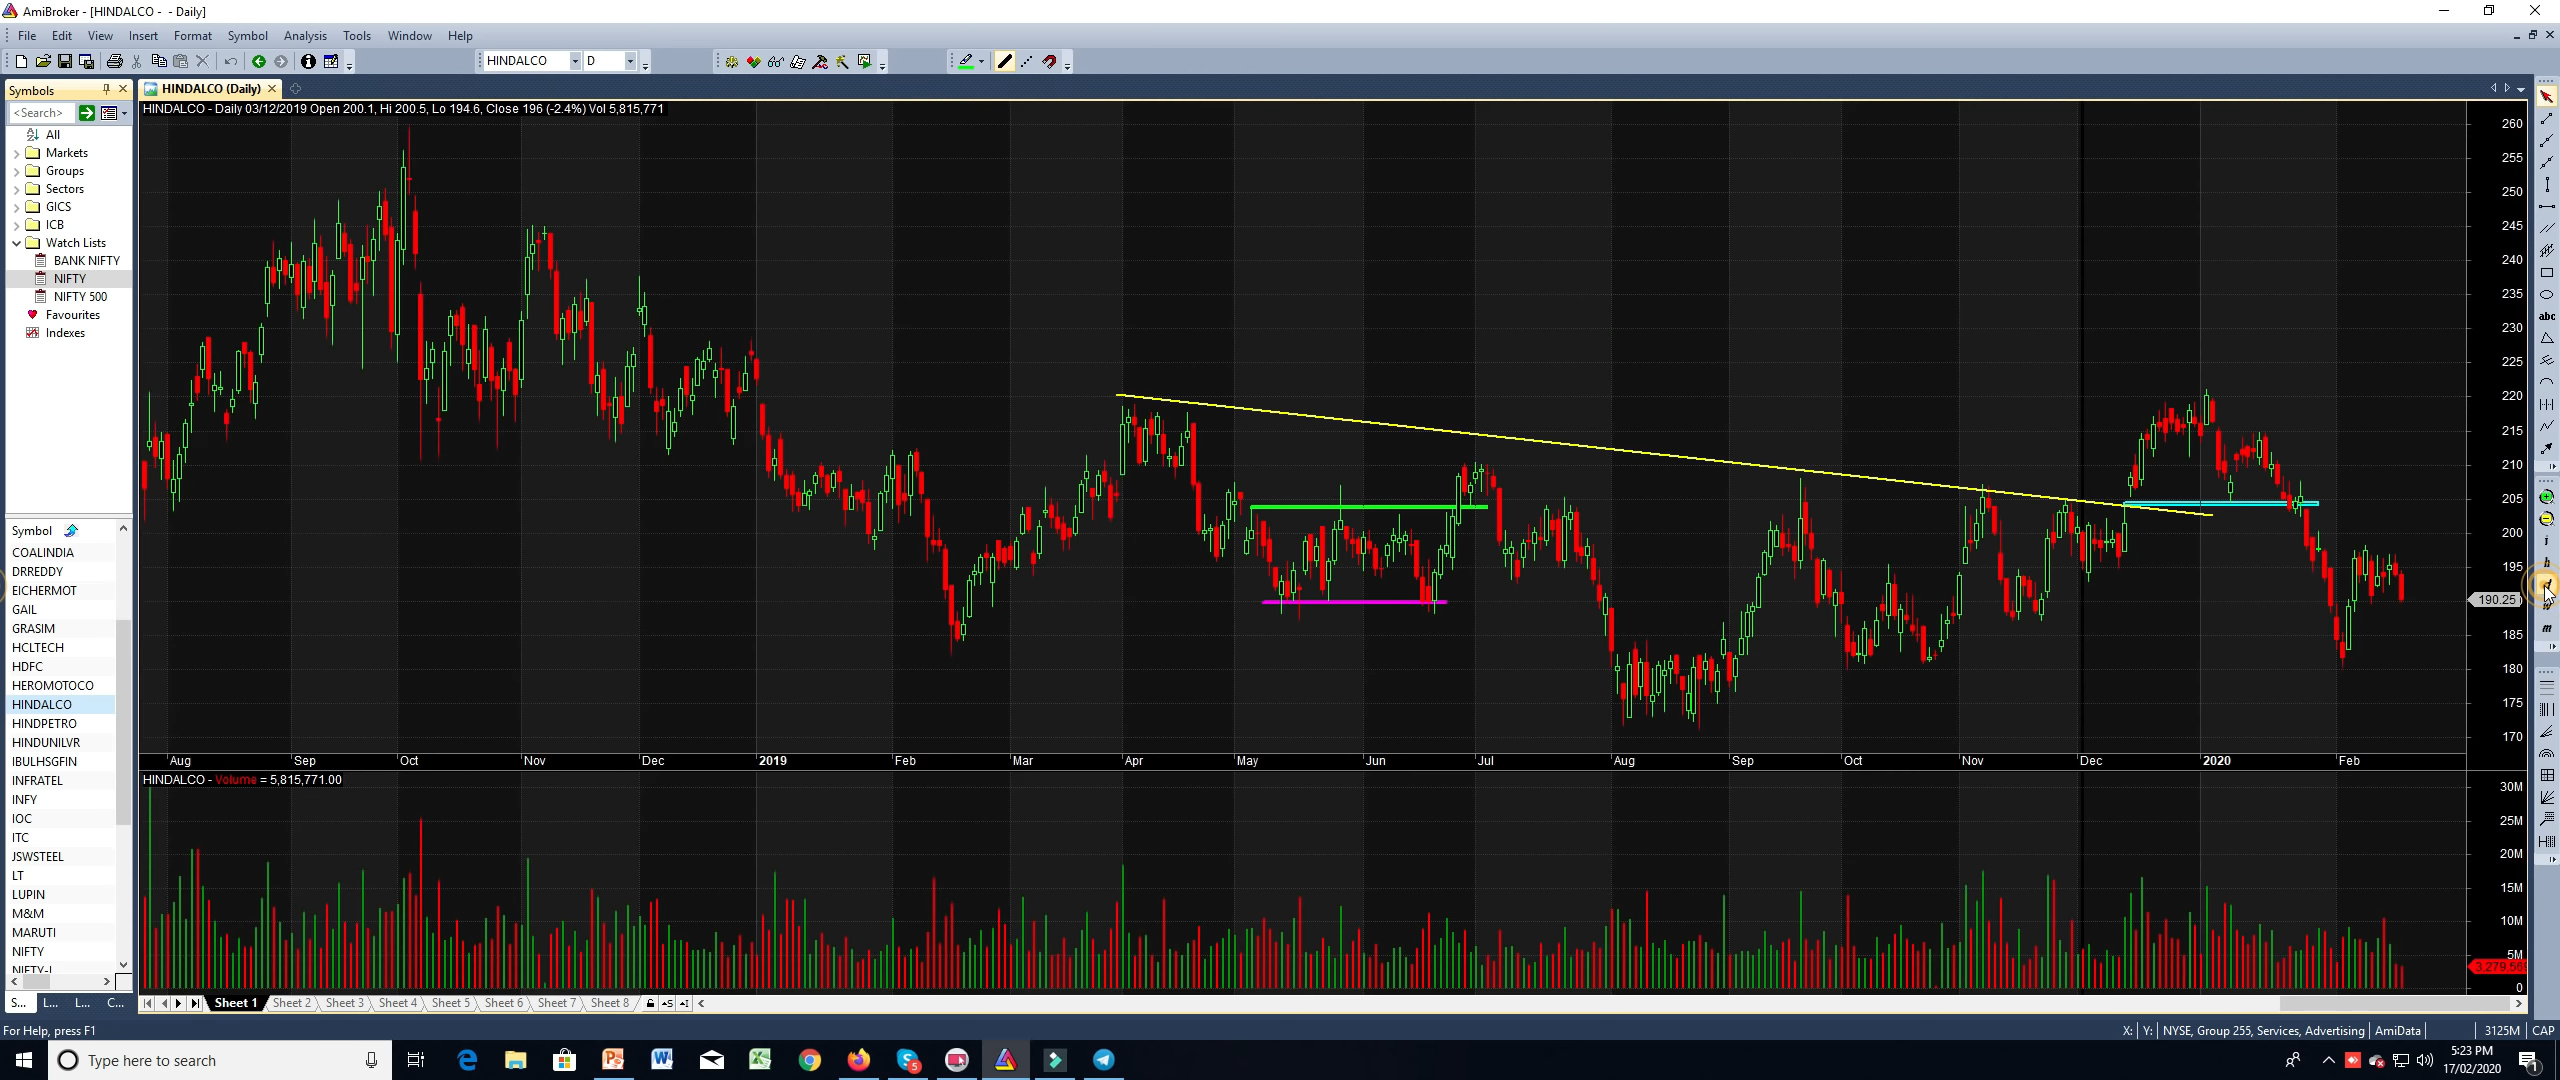 AmiBroker - [HINDALCO - - Daily]
File Edit View Insert Format Symbol Analysis Tools Window Help
HINDALCO D
Symbols
HINDALCO (Daily)
<Search>
HINDALCO - Daily 03/12/2019 Open 200.1, Hi 200.5, Lo 194.6, Close 196 (-2.4%) Vol 5,815,771
All
Markets
Groups
Sectors
GICS
ICB
Watch Lists
BANK NIFTY
NIFTY
NIFTY 500
Favourites
Indexes
Symbol
COALINDIA
DRREDDY
EICHERMOT
GAIL
GRASIM
HCLTECH
HDFC
HEROMOTOCO
HINDALCO
HINDPETRO
HINDUNILVR
IBULHSGFIN
INFRATEL
INFY
IOC
ITC
JSWSTEEL
LT
LUPIN
M&M
MARUTI
NIFTY
NIFTY-I
S... L... L... C...
260
255
250
245
240
235
230
225
220
215
210
205
200
195
190.25
185
180
175
170
Aug Sep Oct Nov Dec 2019 Feb Mar Apr May Jun Jul Aug Sep Oct Nov Dec 2020 Feb
HINDALCO - Volume = 5,815,771.00
30M
25M
20M
15M
10M
5M
3,279,569
0
abc
i
h
d
m
Sheet 1 Sheet 2 Sheet 3 Sheet 4 Sheet 5 Sheet 6 Sheet 7 Sheet 8
For Help, press F1
X: Y: NYSE, Group 255, Services, Advertising AmiData 3125M CAP
Type here to search
5:23 PM
17/02/2020